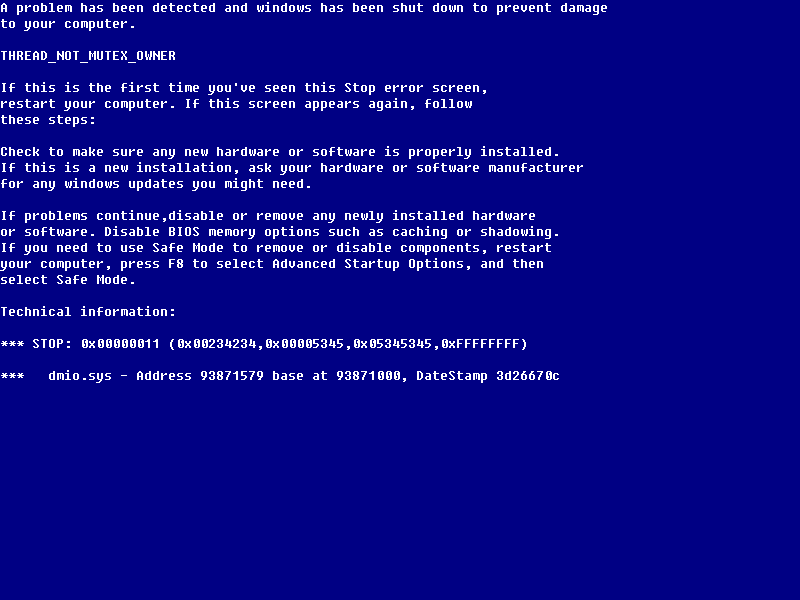 A problem has been detected and windows has been shut down to prevent damage
to your computer.
THREAD_NOT_MUTEX_OWNER
If this is the first time you've seen this Stop error screen,
restart your computer. If this screen appears again, follow
these steps:
Check to make sure any new hardware or software is properly installed.
If this is a new installation, ask your hardware or software manufacturer
for any windows updates you might need.
If problems continue,disable or remove any newly installed hardware
or software. Disable BIOS memory options such as caching or shadowing.
If you need to use Safe Mode to remove or disable components, restart
your computer, press F8 to select Advanced Startup Options, and then
select Safe Mode.
Technical information:
*** STOP: 0x00000011 (0x00234234,0x00005345,0x05345345,0xFFFFFFFF)
*** dmio.sys - Address 93871579 base at 93871000, DateStamp 3d26670c